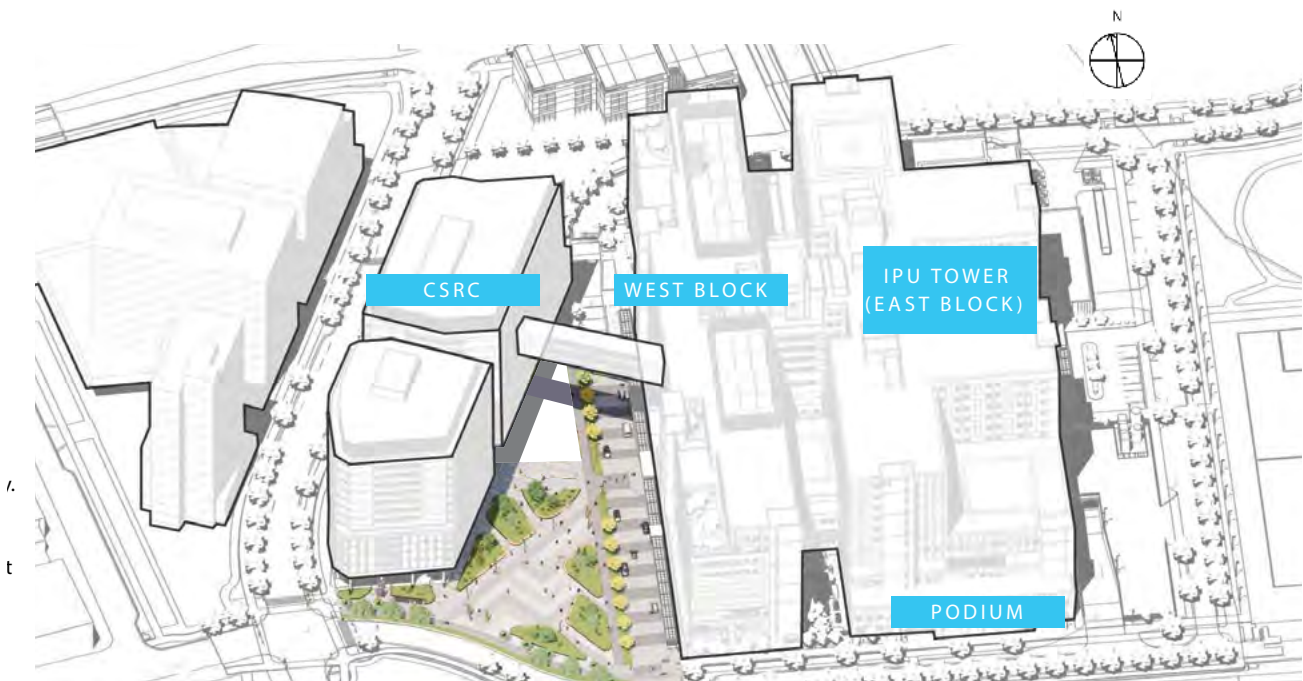 N
CSRC
WEST BLOCK
IPU TOWER
(EAST BLOCK)
y.
t
PODIUM